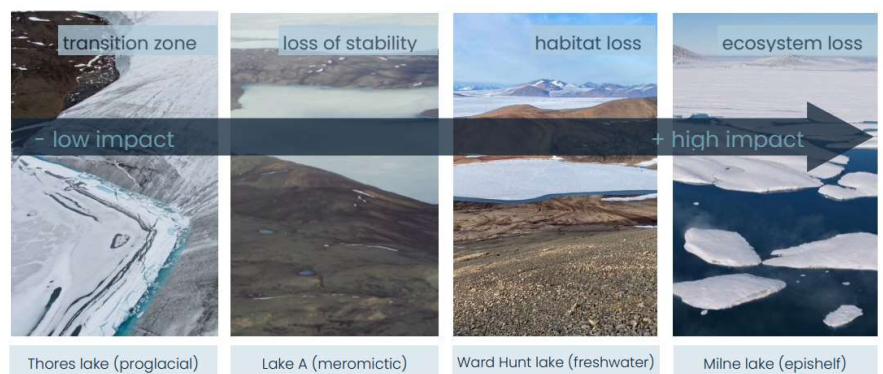 transition zone
loss of stability
habitat loss
ecosystem loss
- low impact
+ high impact
Thores lake (proglacial)
Lake A (meromictic)
Ward Hunt lake (freshwater)
Milne lake (epishelf)